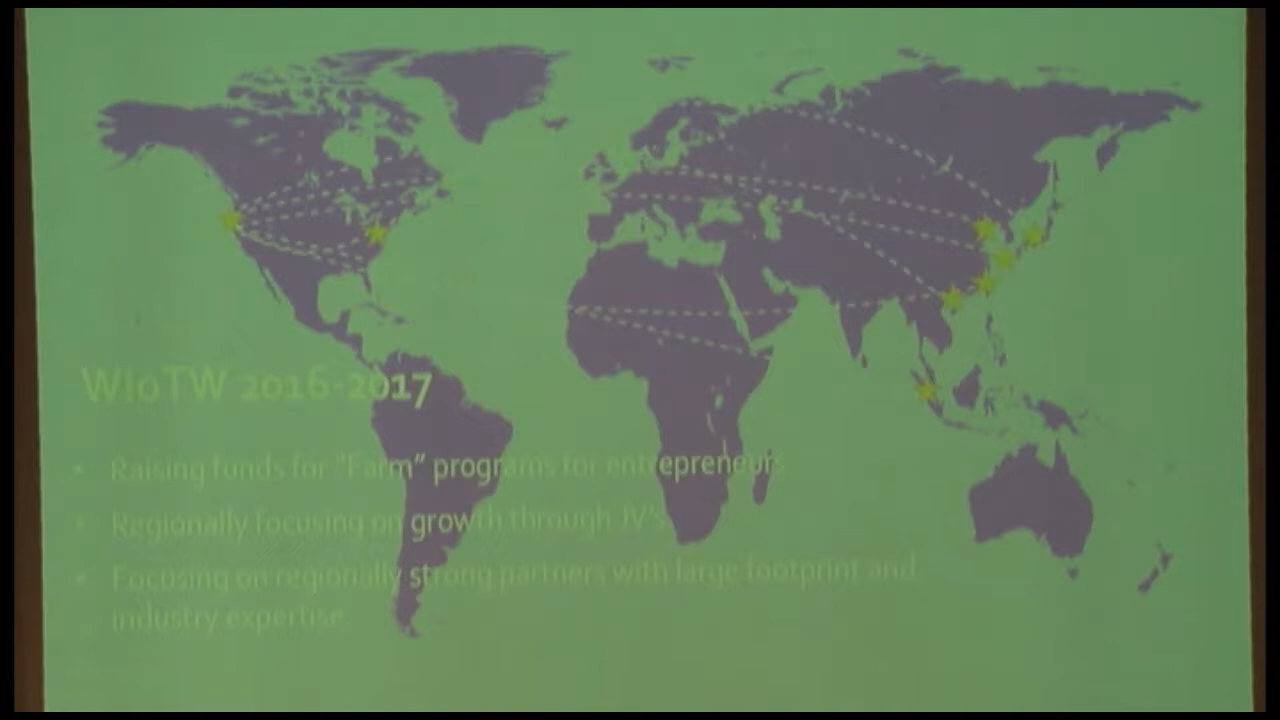 WIoTW 2016-2017
• Raising funds for "Farm" programs for entrepreneurs
• Regionally focusing on growth through JV's
• Focusing on regionally strong partners with large footprint and
industry expertise